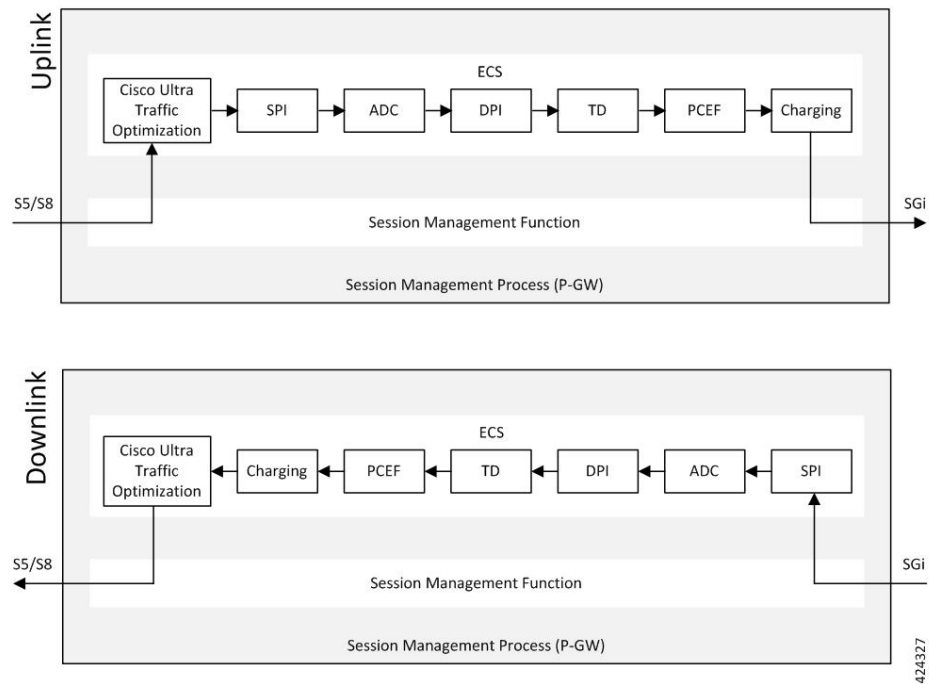 Uplink
ECS
Cisco Ultra
Traffic
Optimization
SPI
ADC
DPI
TD
PCEF
Charging
S5/S8
SGi
Session Management Function
Session Management Process (P-GW)
Downlink
ECS
Cisco Ultra
Traffic
Optimization
Charging
PCEF
TD
DPI
ADC
SPI
S5/S8
SGi
Session Management Function
Session Management Process (P-GW)
424327